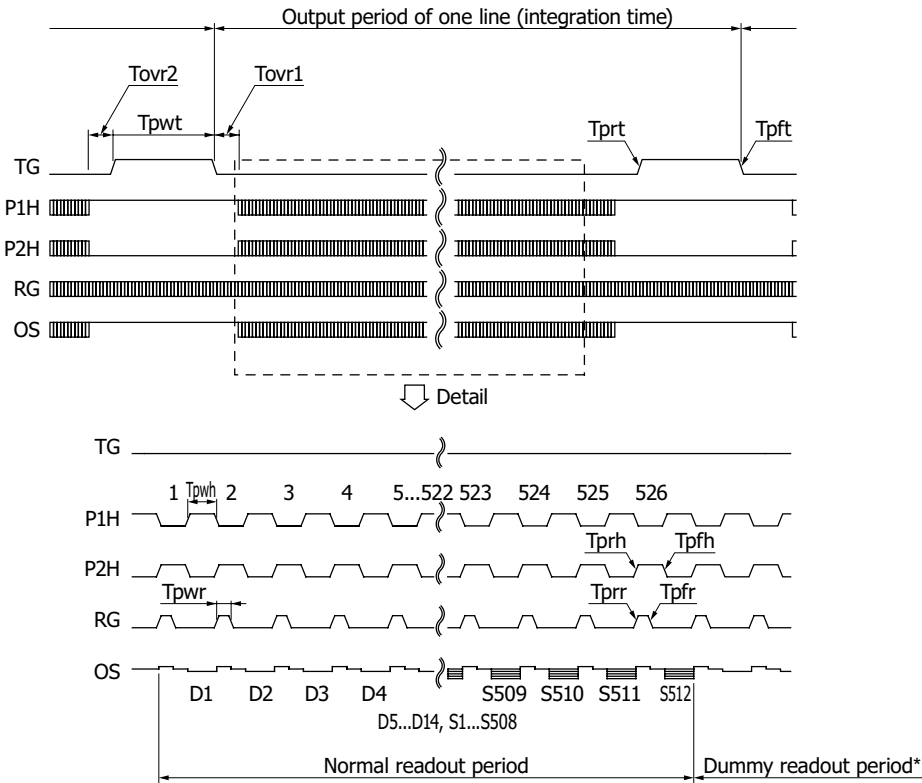 Output period of one line (integration time)
Tovr2
Tovr1
Tpwt
Tprt
Tpft
TG
P1H
P2H
RG
OS
Detail
TG
1 Tpwh 2 3 4 5...522 523 524 525 526
P1H
Tprh Tpfh
P2H
Tpwr Tprr Tpfr
RG
OS
D1 D2 D3 D4 S509 S510 S511 S512
D5...D14, S1...S508
Normal readout period Dummy readout period*